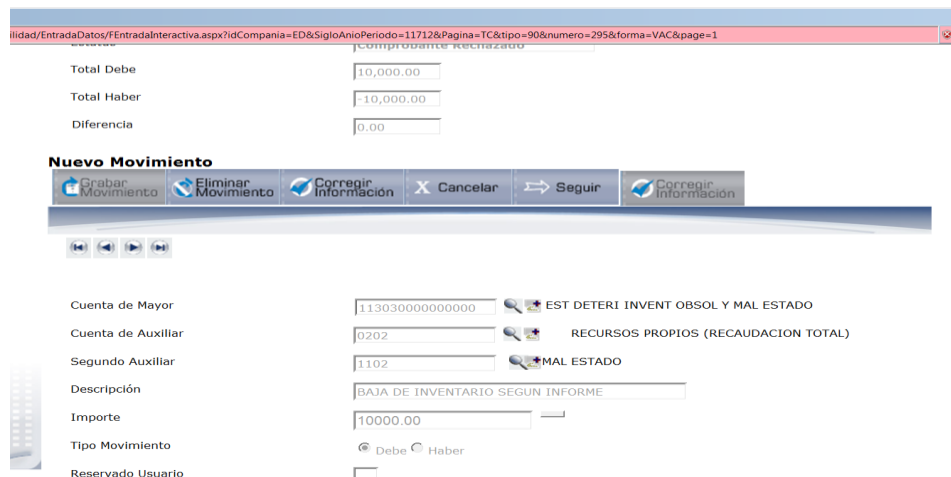 ilidad/EntradaDatos/FEntradaInteractiva.aspx?idCompania=ED&SigloAnioPeriodo=11712&Pagina=TC&tipo=90&numero=295&forma=VAC&page=1
Estatus Comprobante Rechazado
Total Debe 10,000.00
Total Haber -10,000.00
Diferencia 0.00
Nuevo Movimiento
Grabar Movimiento Eliminar Movimiento Corregir Información X Cancelar Seguir Corregir Información
Cuenta de Mayor 113030000000000 EST DETERI INVENT OBSOL Y MAL ESTADO
Cuenta de Auxiliar 0202 RECURSOS PROPIOS (RECAUDACION TOTAL)
Segundo Auxiliar 1102 MAL ESTADO
Descripción BAJA DE INVENTARIO SEGUN INFORME
Importe 10000.00
Tipo Movimiento Debe Haber
Reservado Usuario